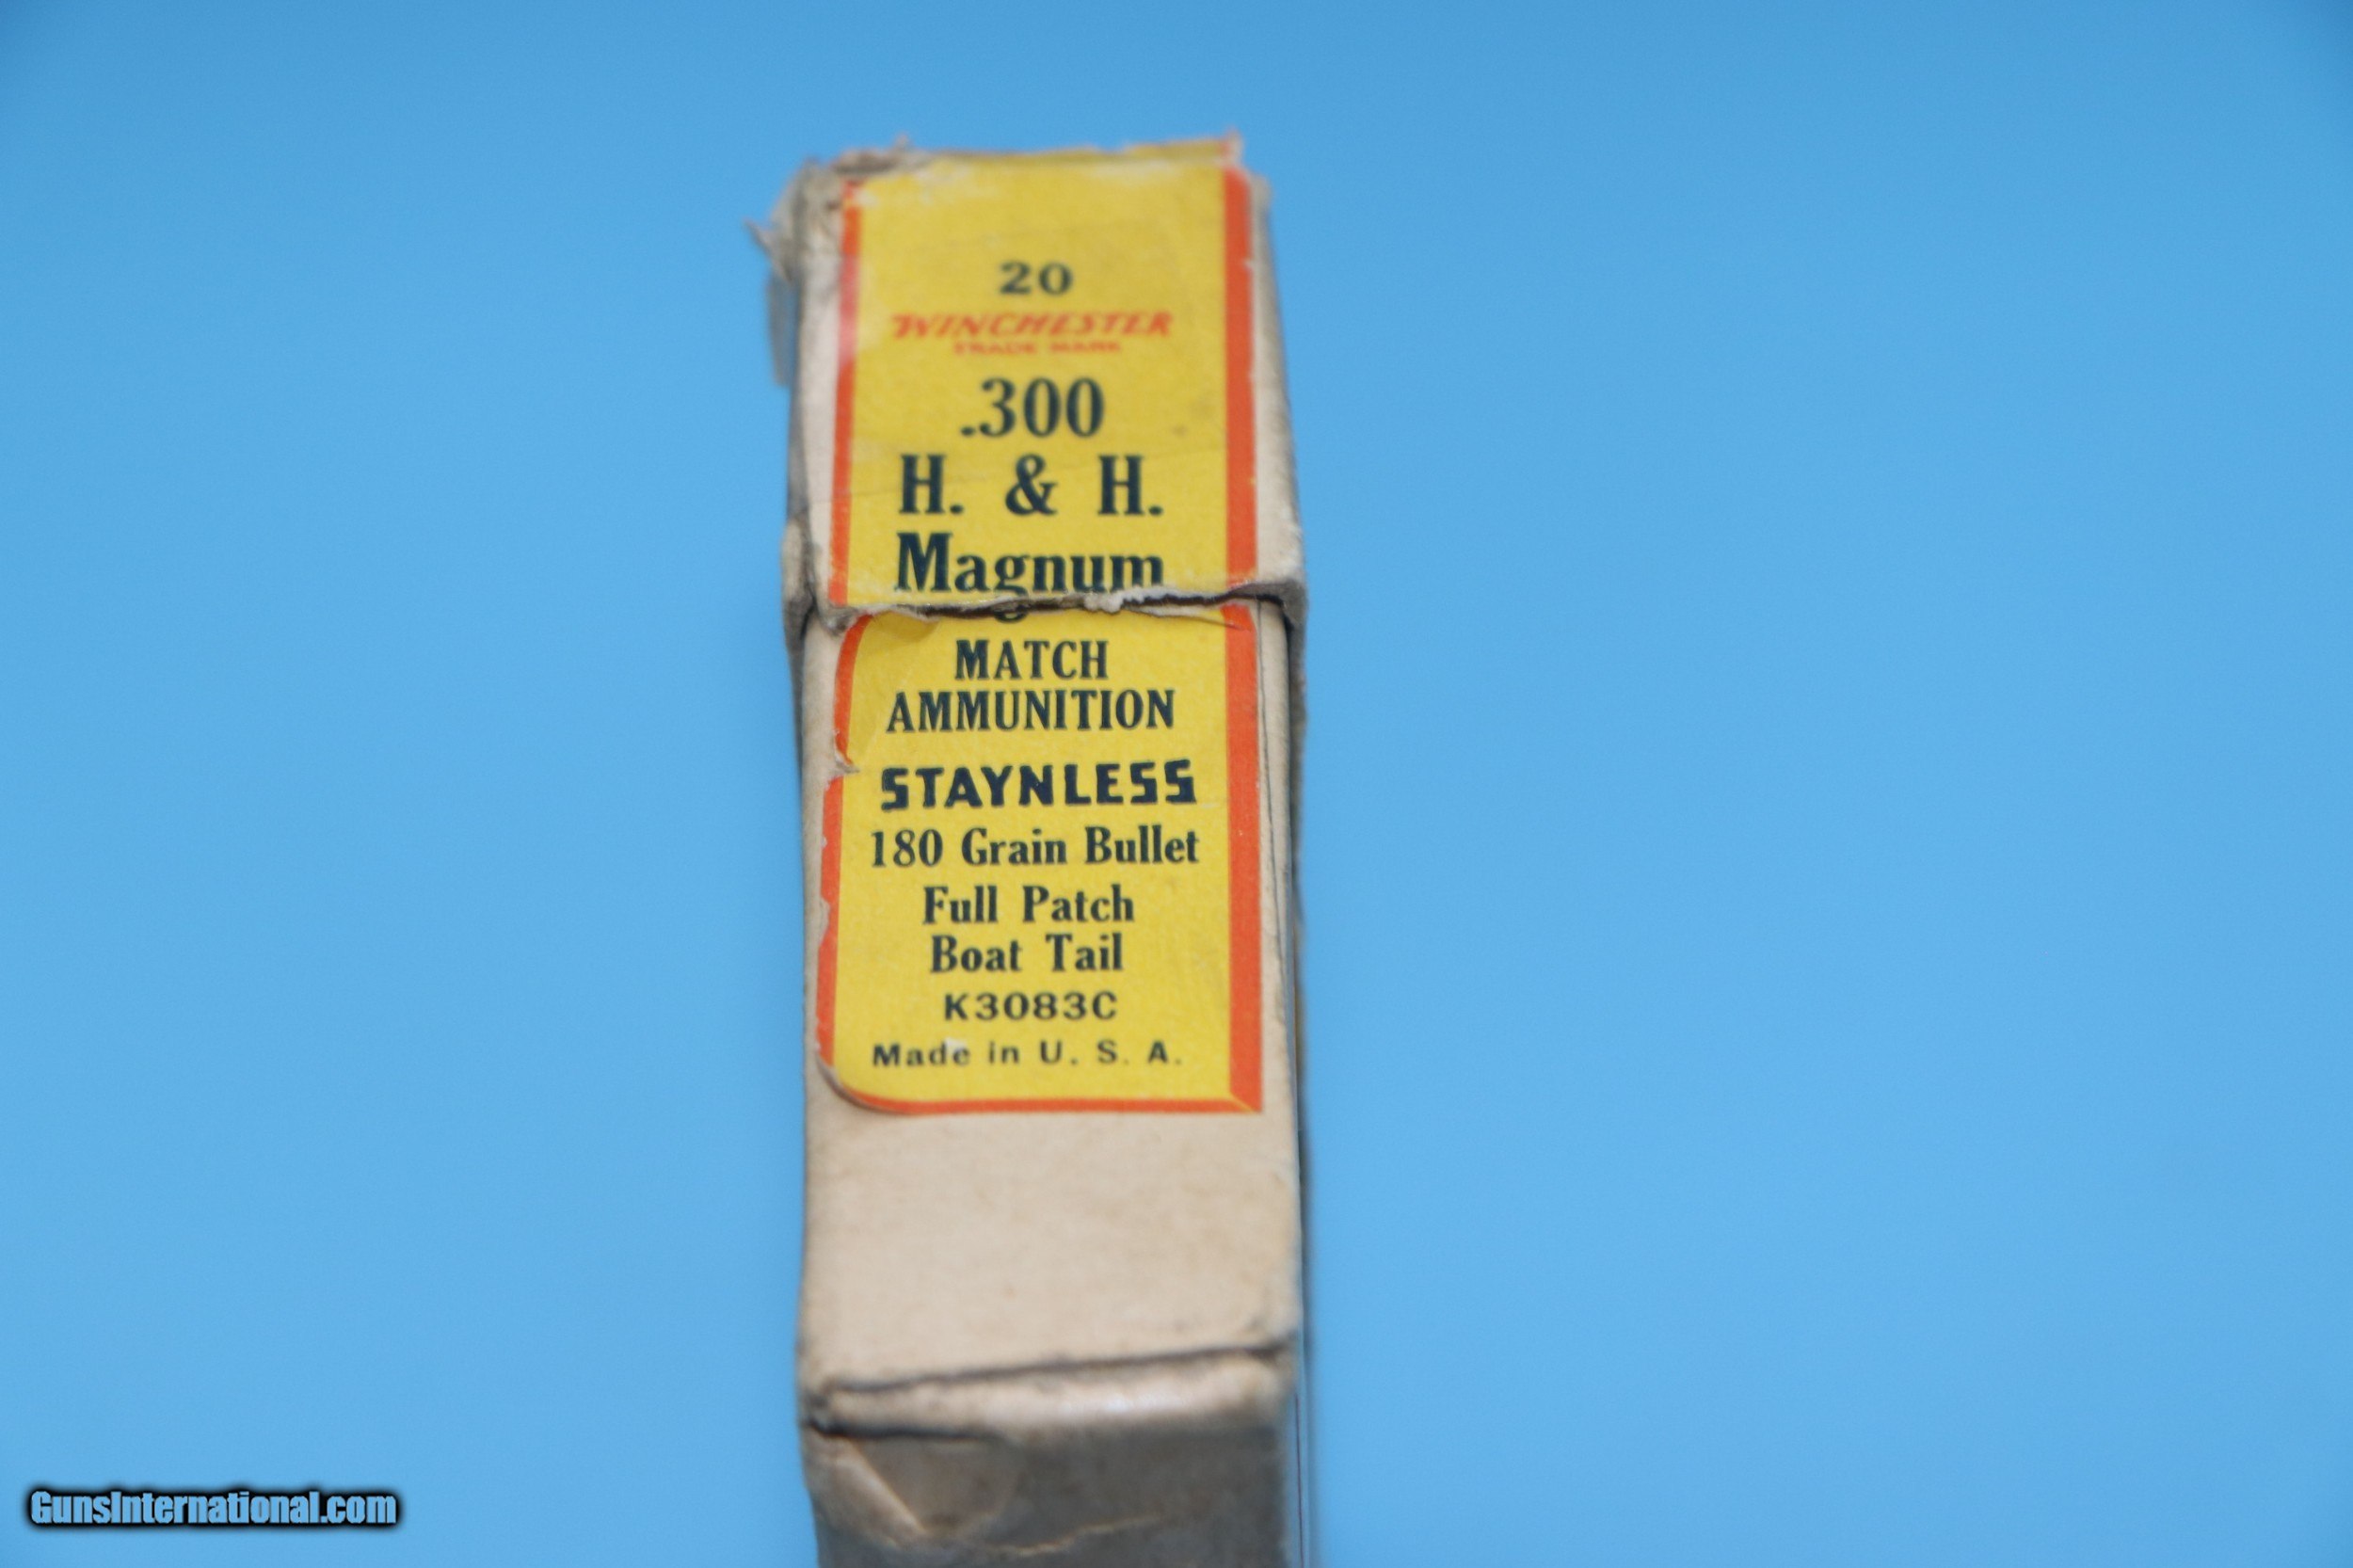 20
WINCHESTER
TRADE MARK
.300
H. & H.
Magnum
MATCH
AMMUNITION
STAYNLESS
180 Grain Bullet
Full Patch
Boat Tail
K3083C
Made in U. S. A.
GunsInternational.com